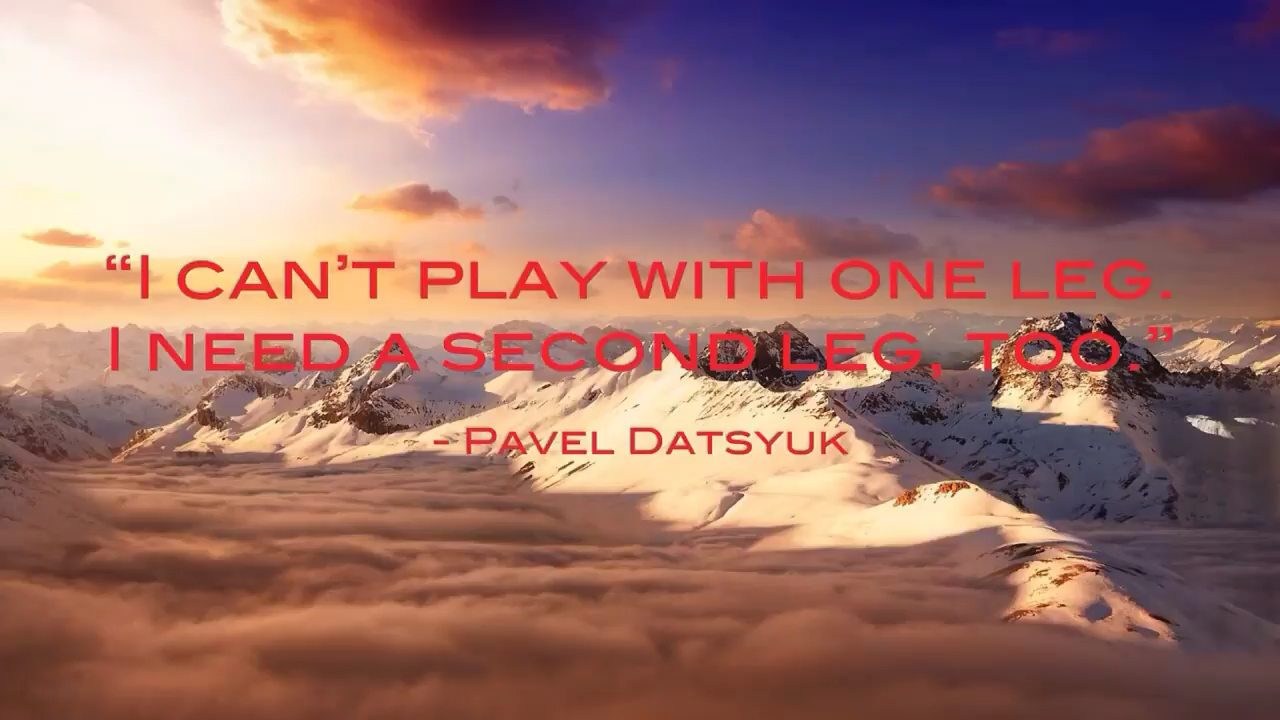 “I CAN’T PLAY WITH ONE LEG.
I NEED A SECOND LEG, TOO.”
- PAVEL DATSYUK